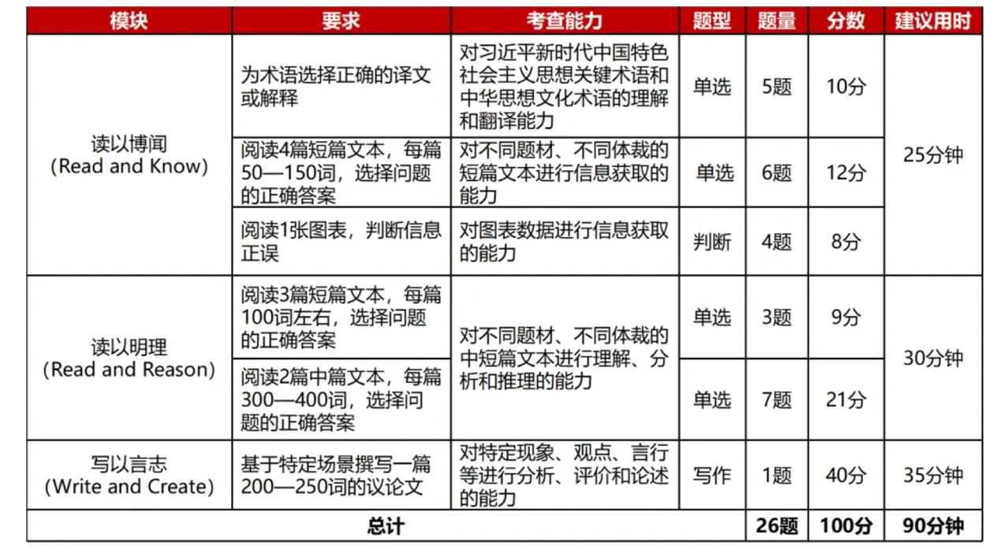 模块 要求 考查能力 题型 题量 分数 建议用时
读以博闻
（Read and Know）
为术语选择正确的译文
或解释
对习近平新时代中国特色
社会主义思想关键术语和
中华思想文化术语的理解
和翻译能力
单选 5题 10分
25分钟
阅读4篇短篇文本，每篇
50—150词，选择问题
的正确答案
对不同题材、不同体裁的
短篇文本进行信息获取的
能力
单选 6题 12分
阅读1张图表，判断信息
正误
对图表数据进行信息获取
的能力
判断 4题 8分
读以明理
（Read and Reason）
阅读3篇短篇文本，每篇
100词左右，选择问题
的正确答案
对不同题材、不同体裁的
中短篇文本进行理解、分
析和推理的能力
单选 3题 9分
30分钟
阅读2篇中篇文本，每篇
300—400词，选择问
题的正确答案
单选 7题 21分
写以言志
（Write and Create）
基于特定场景撰写一篇
200—250词的议论文
对特定现象、观点、言行
等进行分析、评价和论述
的能力
写作 1题 40分 35分钟
总计 26题 100分 90分钟